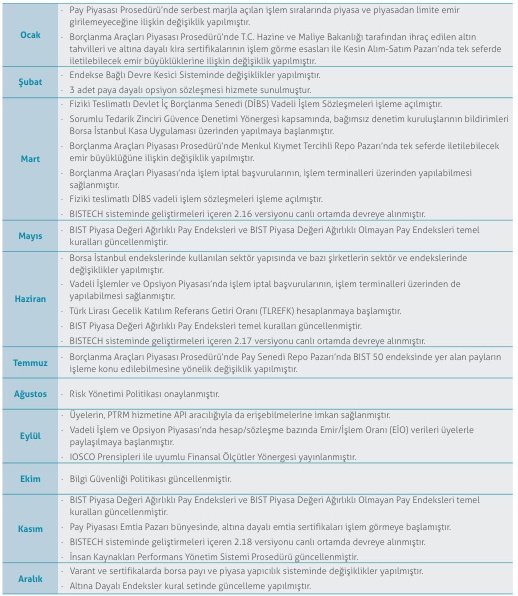 Ocak
- Pay Piyasası Prosedürü'nde serbest marjla açılan işlem sıralarında piyasa ve piyasadan limite emir
girilemeyeceğine ilişkin değişiklik yapılmıştır.
- Borçlanma Araçları Piyasası Prosedürü'nde T.C. Hazine ve Maliye Bakanlığı tarafından ihraç edilen altın
tahvilleri ve altına dayalı kira sertifikalarının işlem görme esasları ile Kesin Alım-Satım Pazarı'nda tek seferde
iletilebilecek emir büyüklüklerine ilişkin değişiklik yapılmıştır.
Şubat
- Endekse Bağlı Devre Kesici Sisteminde değişiklikler yapılmıştır.
- 3 adet paya dayalı opsiyon sözleşmesi hizmete sunulmuştur.
Mart
- Fiziki Teslimatlı Devlet İç Borçlanma Senedi (DİBS) Vadeli İşlem Sözleşmeleri işleme açılmıştır.
- Sorumlu Tedarik Zinciri Güvence Denetimi Yönergesi kapsamında, bağımsız denetim kuruluşlarının bildirimleri
Borsa İstanbul Kasa Uygulaması üzerinden yapılmaya başlanmıştır.
- Borçlanma Araçları Piyasası Prosedürü'nde Menkul Kıymet Tercihli Repo Pazarı'nda tek seferde iletilebilecek
emir büyüklüğüne ilişkin değişiklik yapılmıştır.
- Borçlanma Araçları Piyasası'nda işlem iptal başvurularının, işlem terminalleri üzerinden yapılabilmesi
sağlanmıştır.
- Fiziki teslimatlı DİBS vadeli işlem sözleşmeleri işleme açılmıştır.
- BISTECH sisteminde geliştirmeleri içeren 2.16 versiyonu canlı ortamda devreye alınmıştır.
Mayıs
- BIST Piyasa Değeri Ağırlıklı Pay Endeksleri ve BIST Piyasa Değeri Ağırlıklı Olmayan Pay Endeksleri temel
kuralları güncellenmiştir.
Haziran
- Borsa İstanbul endekslerinde kullanılan sektör yapısında ve bazı şirketlerin sektör ve endekslerinde
değişiklikler yapılmıştır.
- Vadeli İşlemler ve Opsiyon Piyasası'nda işlem iptal başvurularının, işlem terminalleri üzerinden de
yapılabilmesi sağlanmıştır.
- Türk Lirası Gecelik Katılım Referans Getiri Oranı (TLREFK) hesaplanmaya başlamıştır.
- BIST Piyasa Değeri Ağırlıklı Pay Endeksleri temel kuralları güncellenmiştir.
- BISTECH sisteminde geliştirmeleri içeren 2.17 versiyonu canlı ortamda devreye alınmıştır.
Temmuz
- Borçlanma Araçları Piyasası Prosedürü'nde Pay Senedi Repo Pazarı'nda BIST 50 endeksinde yer alan payların
işleme konu edilebilmesine yönelik değişiklik yapılmıştır.
Ağustos
- Risk Yönetimi Politikası onaylanmıştır.
Eylül
- Üyelerin, PTRM hizmetine API aracılığıyla da erişebilmelerine imkan sağlanmıştır.
- Vadeli İşlem ve Opsiyon Piyasası'nda hesap/sözleşme bazında Emir/İşlem Oranı (EİO) verileri üyelerle
paylaşılmaya başlanmıştır.
- IOSCO Prensipleri ile uyumlu Finansal Ölçütler Yönergesi yayınlanmıştır.
Ekim
- Bilgi Güvenliği Politikası güncellenmiştir.
Kasım
- BIST Piyasa Değeri Ağırlıklı Pay Endeksleri ve BIST Piyasa Değeri Ağırlıklı Olmayan Pay Endeksleri temel
kuralları güncellenmiştir.
- Pay Piyasası Emtia Pazarı bünyesinde, altına dayalı emtia sertifikaları işlem görmeye başlamıştır.
- BISTECH sisteminde geliştirmeleri içeren 2.18 versiyonu canlı ortamda devreye alınmıştır.
- İnsan Kaynakları Performans Yönetim Sistemi Prosedürü güncellenmiştir.
Aralık
- Varant ve sertifikalarda borsa payı ve piyasa yapıcılık sisteminde değişiklikler yapılmıştır.
- Altına Dayalı Endeksler kural setinde güncelleme yapılmıştır.